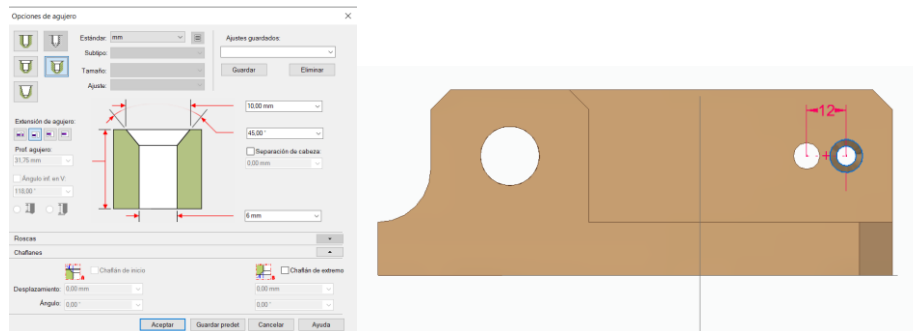 Opciones de agujero
Estándar: mm
Subtipo:
Tamaño:
Ajuste:
Ajustes guardados:
Guardar Eliminar
Extensión de agujero:
Prof. agujero:
31,75 mm
Ángulo inf. en V:
118,00 °
10,00 mm
45,00 °
Separación de cabeza:
0,00 mm
6 mm
Roscas
Chaflanes
Chaflán de inicio
Chaflán de extremo
Desplazamiento: 0,00 mm
0,00 mm
Ángulo: 0,00 °
0,00 °
Aceptar Guardar predet Cancelar Ayuda
12